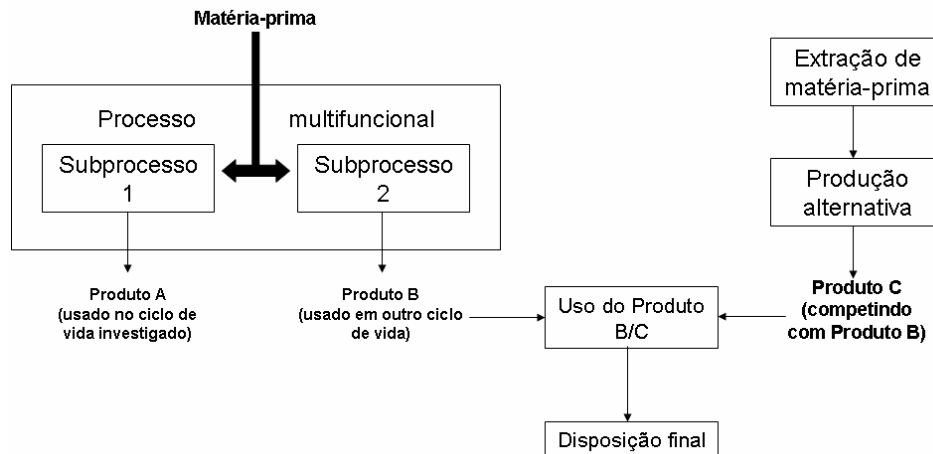 Matéria-prima
Processo multifuncional
Subprocesso
1
Subprocesso
2
Produto A
(usado no ciclo de
vida investigado)
Produto B
(usado em outro ciclo
de vida)
Extração de
matéria-prima
Produção
alternativa
Produto C
(competindo
com Produto B)
Uso do Produto
B/C
Disposição final